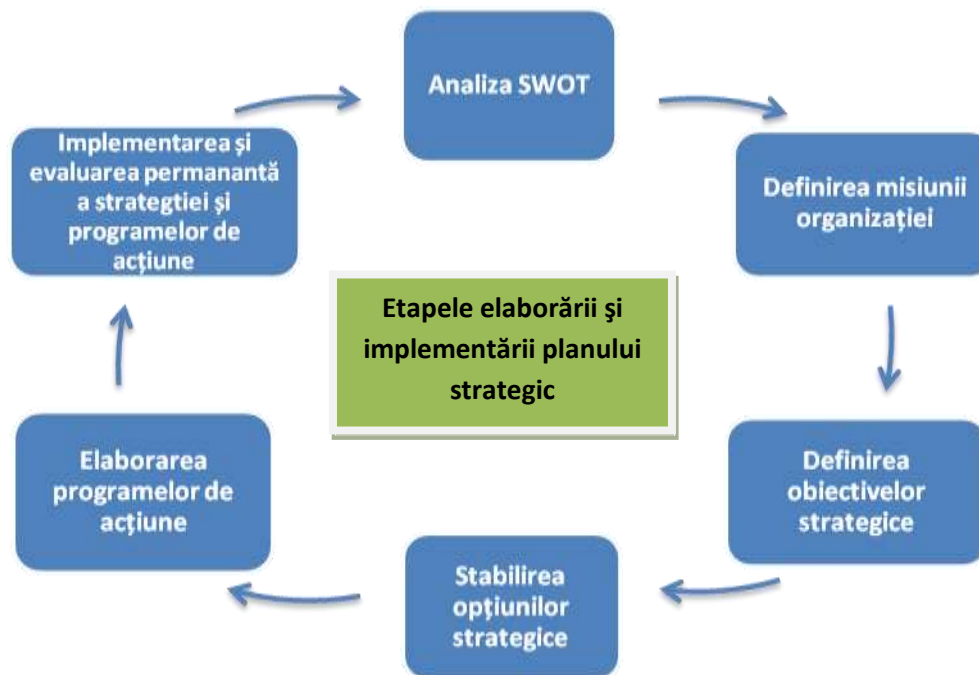 Analiza SWOT
Definirea misiunii
organizației
Definirea
obiectivelor
strategice
Stabilirea
opțiunilor
strategice
Elaborarea
programelor de
acțiune
Implementarea și
evaluarea permanantă
a strategtiei și
programelor de
acțiune
Etapele elaborării şi
implementării planului
strategic